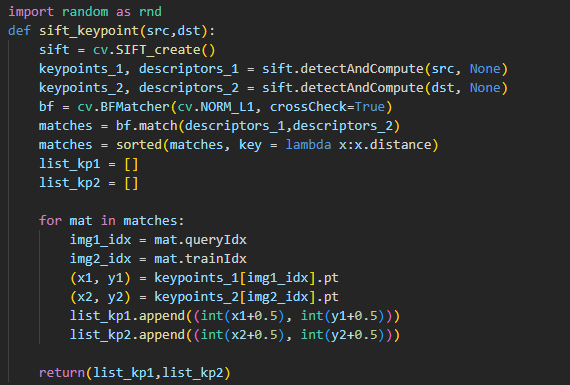 import random as rnd
def sift_keypoint(src,dst):
    sift = cv.SIFT_create()
    keypoints_1, descriptors_1 = sift.detectAndCompute(src, None)
    keypoints_2, descriptors_2 = sift.detectAndCompute(dst, None)
    bf = cv.BFMatcher(cv.NORM_L1, crossCheck=True)
    matches = bf.match(descriptors_1,descriptors_2)
    matches = sorted(matches, key = lambda x:x.distance)
    list_kp1 = []
    list_kp2 = []

    for mat in matches:
        img1_idx = mat.queryIdx
        img2_idx = mat.trainIdx
        (x1, y1) = keypoints_1[img1_idx].pt
        (x2, y2) = keypoints_2[img2_idx].pt
        list_kp1.append((int(x1+0.5), int(y1+0.5)))
        list_kp2.append((int(x2+0.5), int(y2+0.5)))

    return(list_kp1,list_kp2)